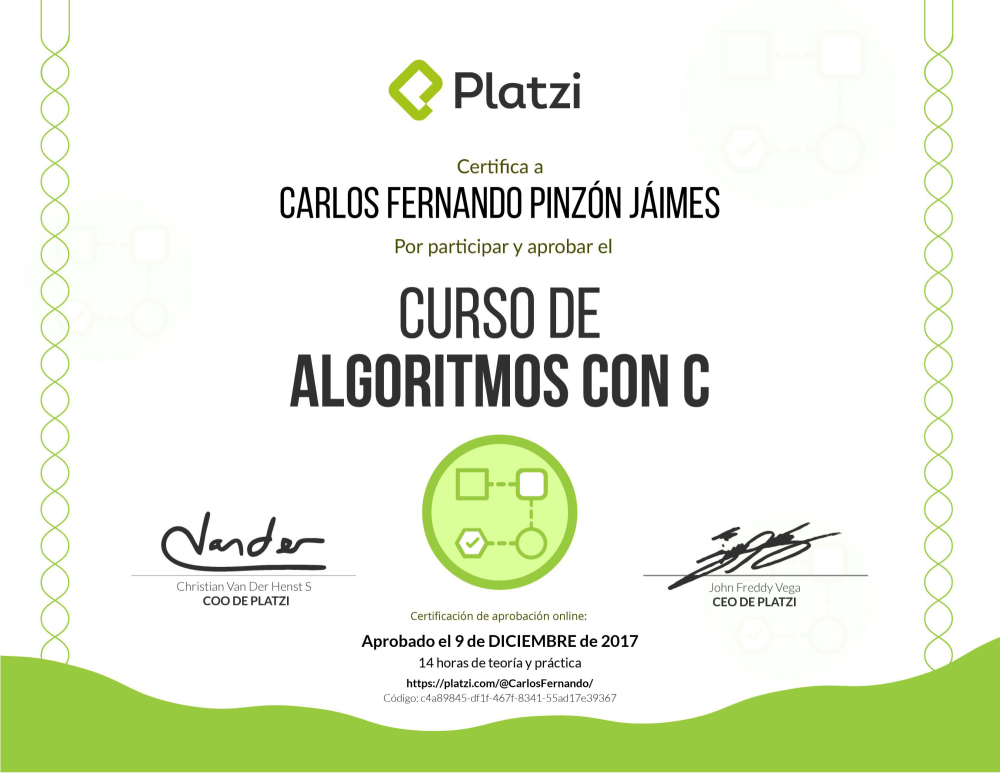 Platzi
Certifica a
CARLOS FERNANDO PINZÓN JÁIMES
Por participar y aprobar el
CURSO DE
ALGORITMOS CON C
Vander
Christian Van Der Henst S
COO DE PLATZI
John Freddy Vega
CEO DE PLATZI
Certificación de aprobación online:
Aprobado el 9 de DICIEMBRE de 2017
14 horas de teoría y práctica
https://platzi.com/@CarlosFernando/
Código: c4a89845-df1f-467f-8341-55ad17e39367